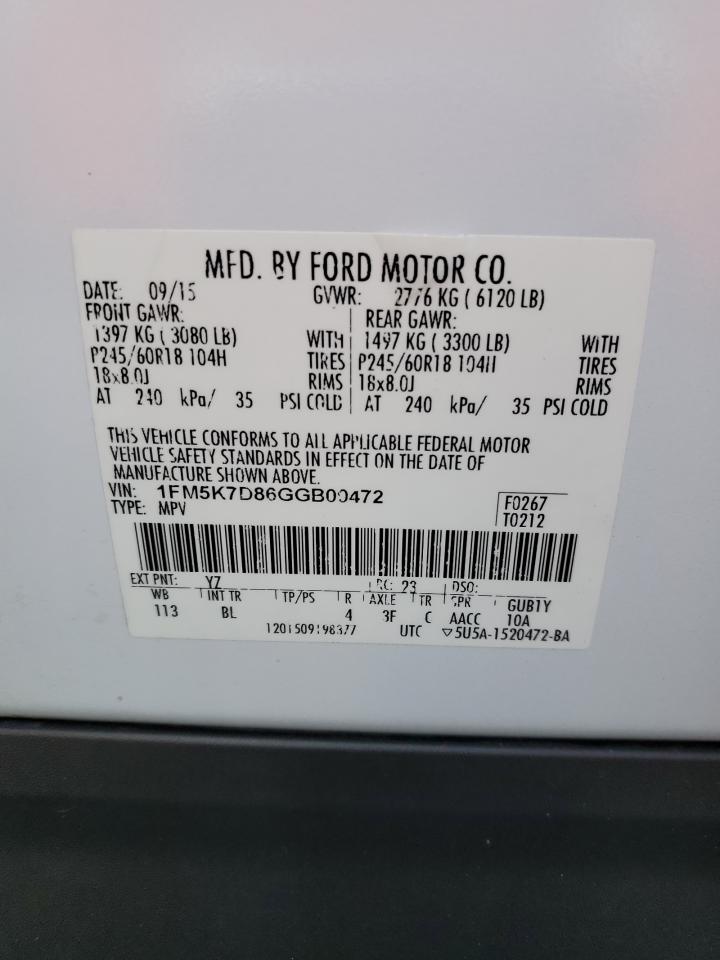 MFD. BY FORD MOTOR CO.
DATE: 09/15 GVWR: 2776 KG ( 6120 LB)
FRONT GAWR: REAR GAWR:
1397 KG ( 3080 LB) WITH 1497 KG ( 3300 LB) WITH
P245/60R18 104H TIRES P245/60R18 104H TIRES
18x8.0J RIMS 18x8.0J RIMS
AT 240 kPa/ 35 PSI COLD AT 240 kPa/ 35 PSI COLD
THIS VEHICLE CONFORMS TO ALL APPLICABLE FEDERAL MOTOR
VEHICLE SAFETY STANDARDS IN EFFECT ON THE DATE OF
MANUFACTURE SHOWN ABOVE.
VIN: 1FM5K7D86GGB00472 F0267
TYPE: MPV T0212
EXT PNT: YZ RC: 23 DSO:
WB INT TR TP/PS R AXLE TR SPR GUB1Y
113 BL 4 3F C AACC 10A
1201509198377 UTC ▽5U5A-1520472-BA